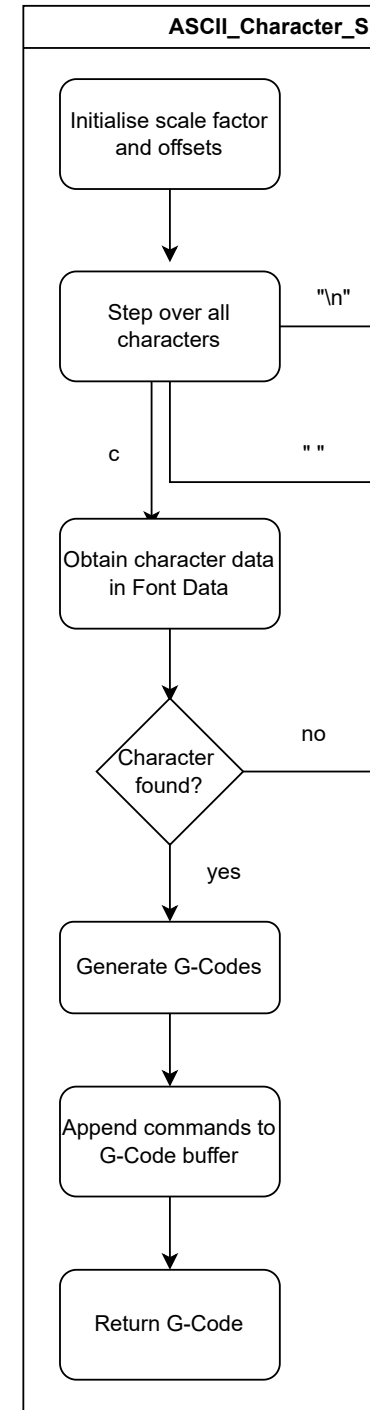 ASCII_Character_S
Initialise scale factor
and offsets
Step over all
characters
"\n"
c
" "
Obtain character data
in Font Data
Character
found?
no
yes
Generate G-Codes
Append commands to
G-Code buffer
Return G-Code